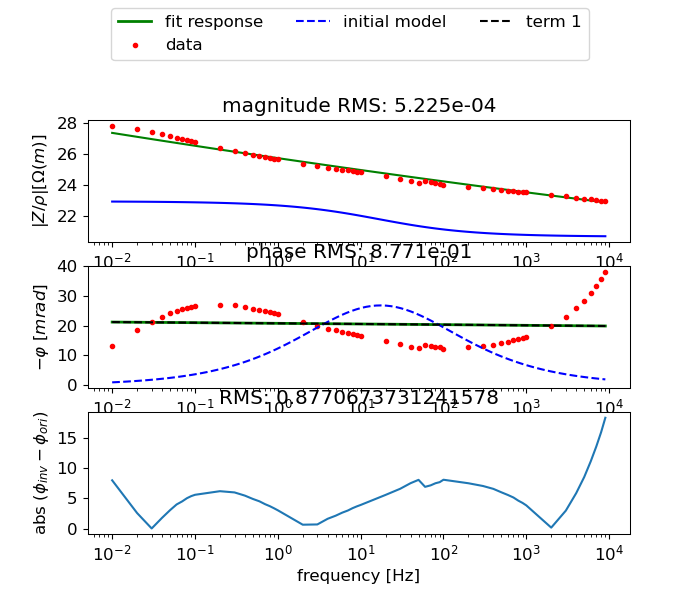 fit response
data
initial model
term 1
magnitude RMS: 5.225e-04
|Z/ρ|[Ω(m)]
28
26
24
22
10⁻² 10⁻¹ 10⁰ 10¹ 10² 10³ 10⁴
phase RMS: 8.771e-01
−φ [mrad]
40
30
20
10
0
10⁻² 10⁻¹ 10⁰ 10¹ 10² 10³ 10⁴
RMS: 0.8770673731241578
abs (ϕinv − ϕori)
15
10
5
0
10⁻² 10⁻¹ 10⁰ 10¹ 10² 10³ 10⁴
frequency [Hz]